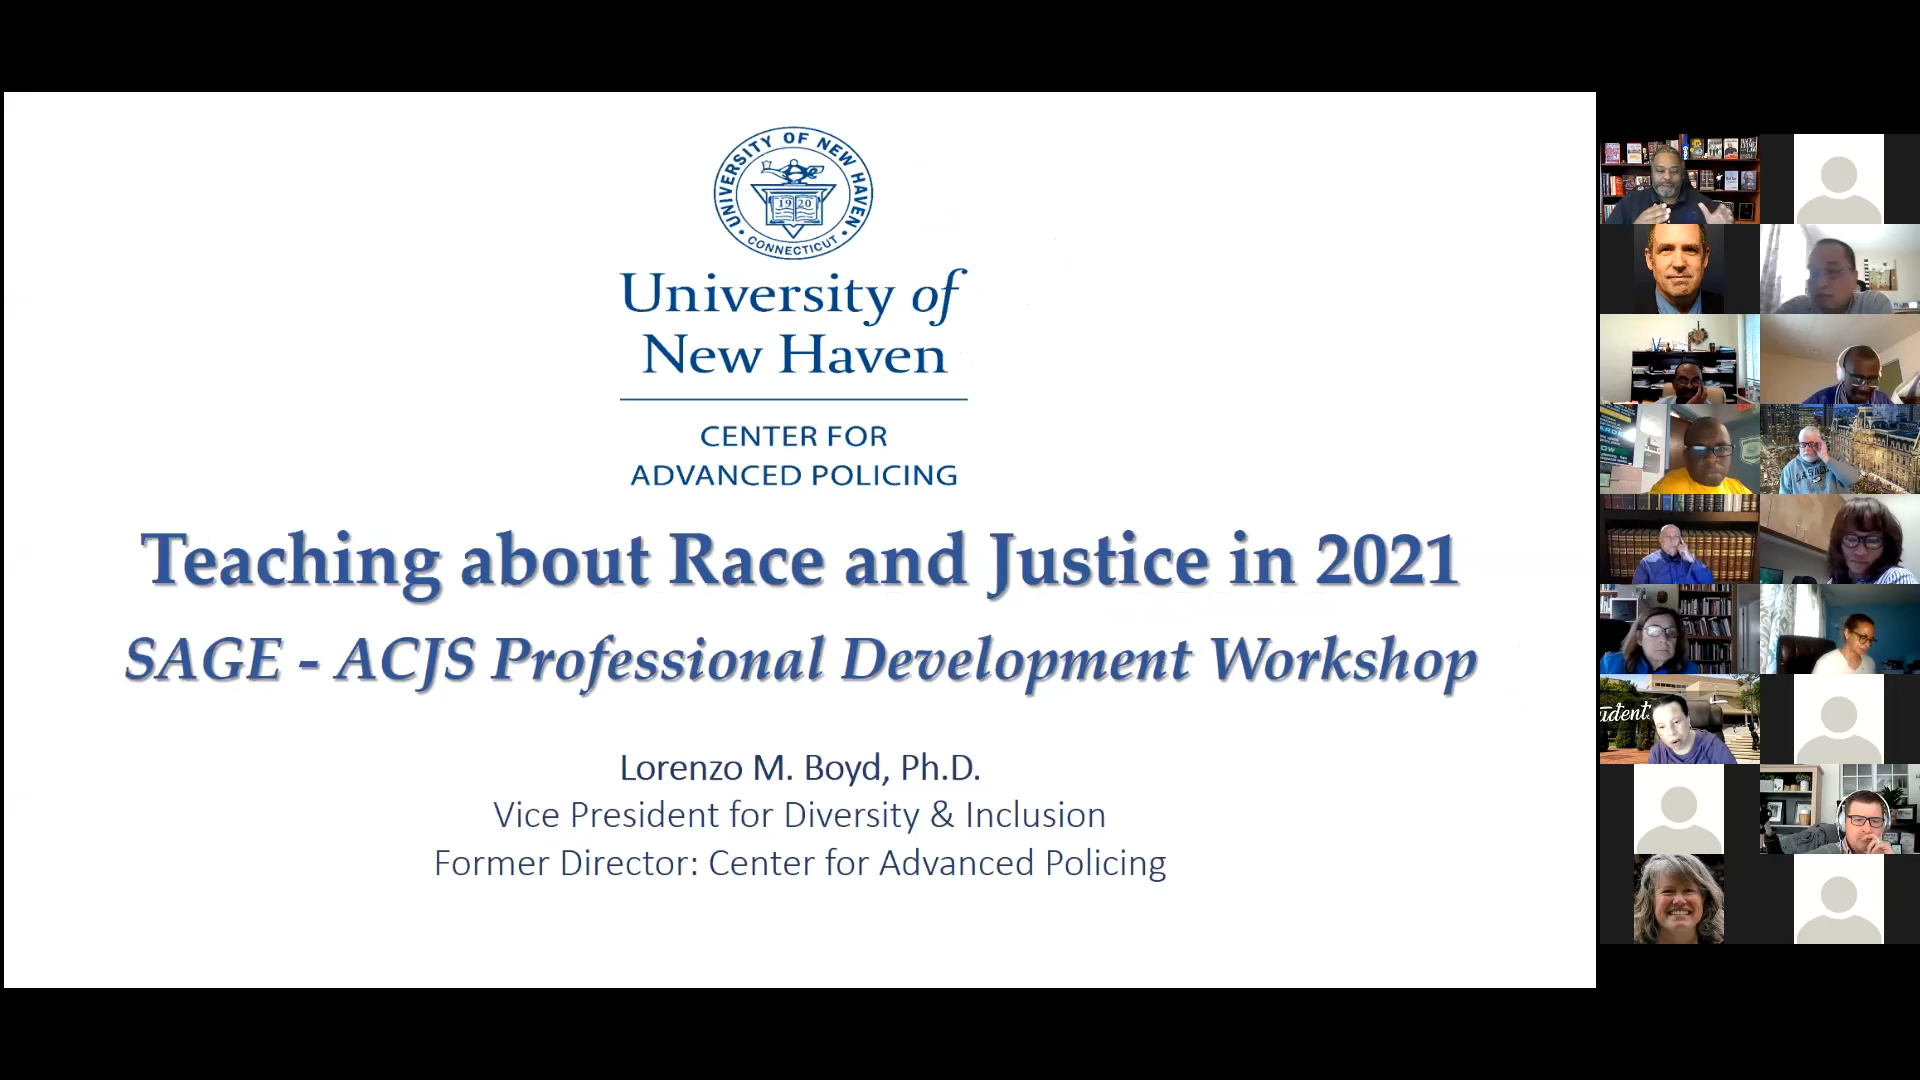 UNIVERSITY OF NEW HAVEN
1920
CONNECTICUT
University of
New Haven
CENTER FOR
ADVANCED POLICING
Teaching about Race and Justice in 2021
SAGE - ACJS Professional Development Workshop
Lorenzo M. Boyd, Ph.D.
Vice President for Diversity & Inclusion
Former Director: Center for Advanced Policing